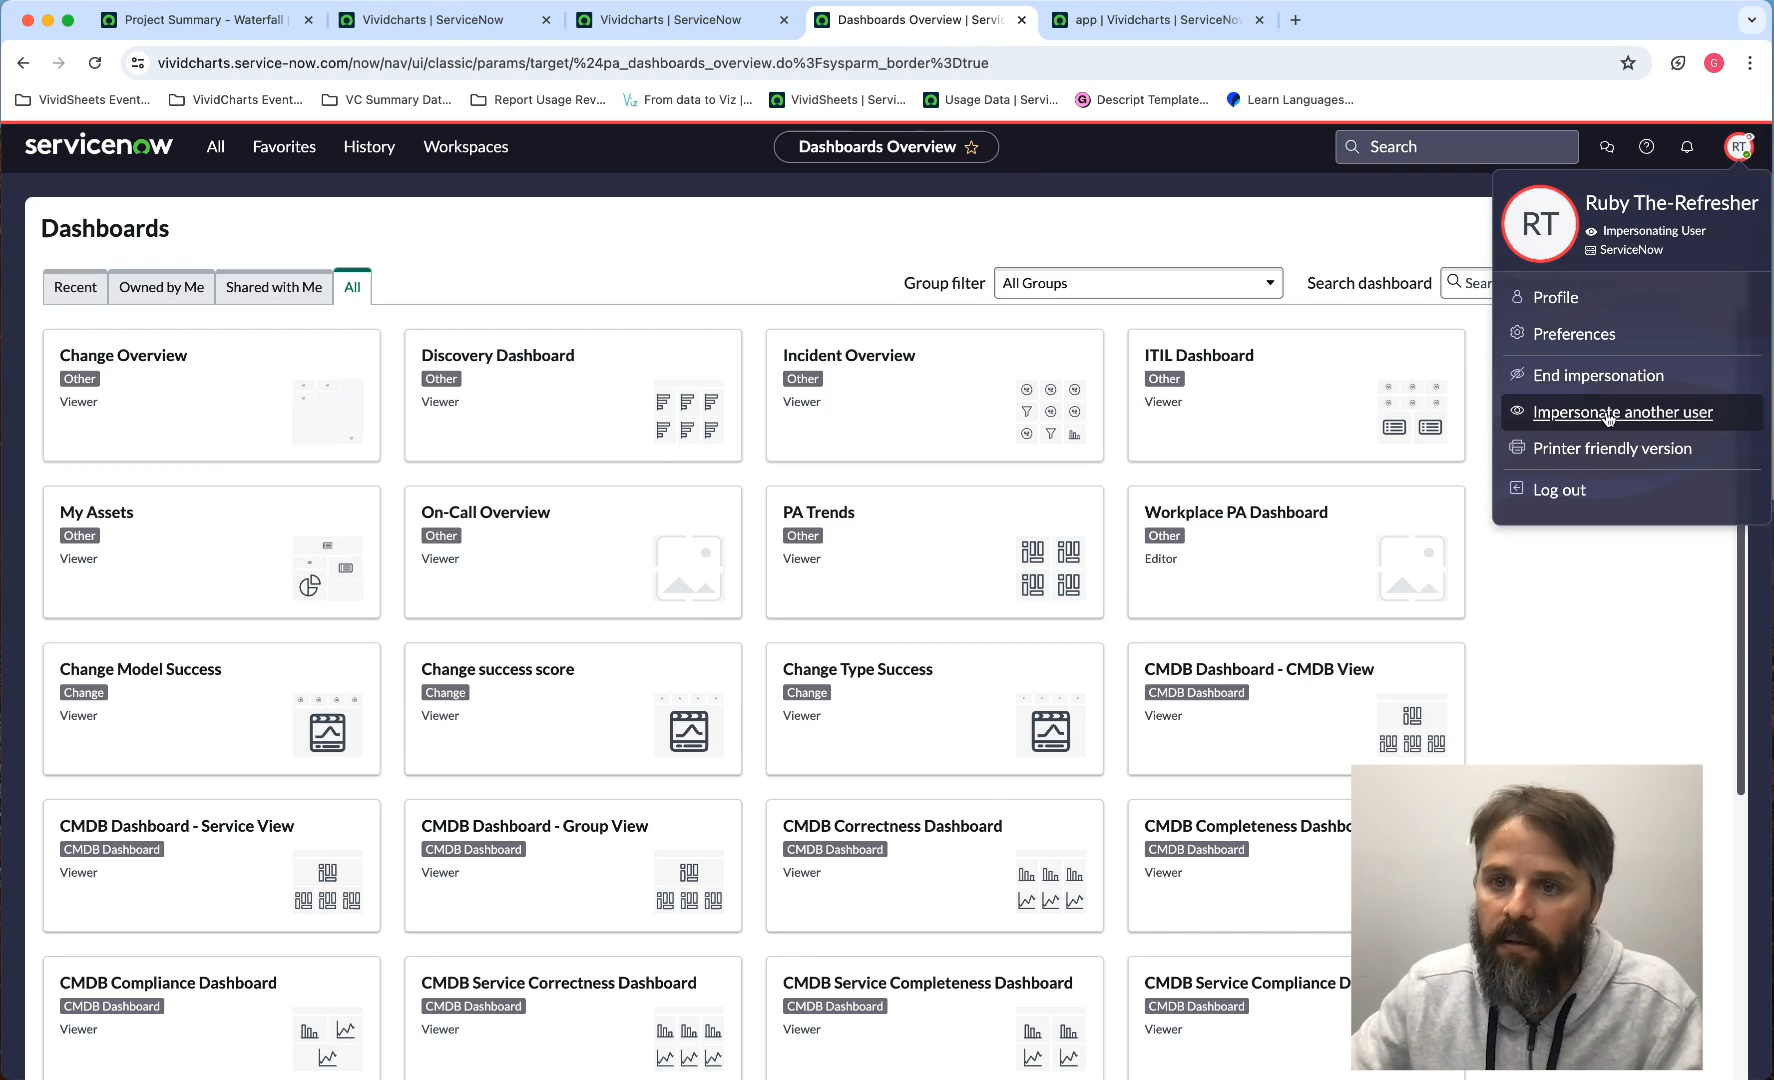 Project Summary - Waterfall
Vividcharts | ServiceNow
Vividcharts | ServiceNow
Dashboards Overview | Servic
app | Vividcharts | ServiceNow
vividcharts.service-now.com/now/nav/ui/classic/params/target/%24pa_dashboards_overview.do%3Fsysparm_border%3Dtrue
G
VividSheets Event...
VividCharts Event...
VC Summary Dat...
Report Usage Rev...
From data to Viz |...
VividSheets | Servi...
Usage Data | Servi...
Descript Template...
Learn Languages...
servicenow
All
Favorites
History
Workspaces
Dashboards Overview
Search
RT
RT
Ruby The-Refresher
Impersonating User
ServiceNow
Profile
Preferences
End impersonation
Impersonate another user
Printer friendly version
Log out
Dashboards
Recent
Owned by Me
Shared with Me
All
Group filter
All Groups
Search dashboard
Sear
Change Overview
Other
Viewer
Discovery Dashboard
Other
Viewer
Incident Overview
Other
Viewer
ITIL Dashboard
Other
Viewer
My Assets
Other
Viewer
On-Call Overview
Other
Viewer
PA Trends
Other
Viewer
Workplace PA Dashboard
Other
Editor
Change Model Success
Change
Viewer
Change success score
Change
Viewer
Change Type Success
Change
Viewer
CMDB Dashboard - CMDB View
CMDB Dashboard
Viewer
CMDB Dashboard - Service View
CMDB Dashboard
Viewer
CMDB Dashboard - Group View
CMDB Dashboard
Viewer
CMDB Correctness Dashboard
CMDB Dashboard
Viewer
CMDB Completeness Dashbo
CMDB Dashboard
Viewer
CMDB Compliance Dashboard
CMDB Dashboard
Viewer
CMDB Service Correctness Dashboard
CMDB Dashboard
Viewer
CMDB Service Completeness Dashboard
CMDB Dashboard
Viewer
CMDB Service Compliance D
CMDB Dashboard
Viewer